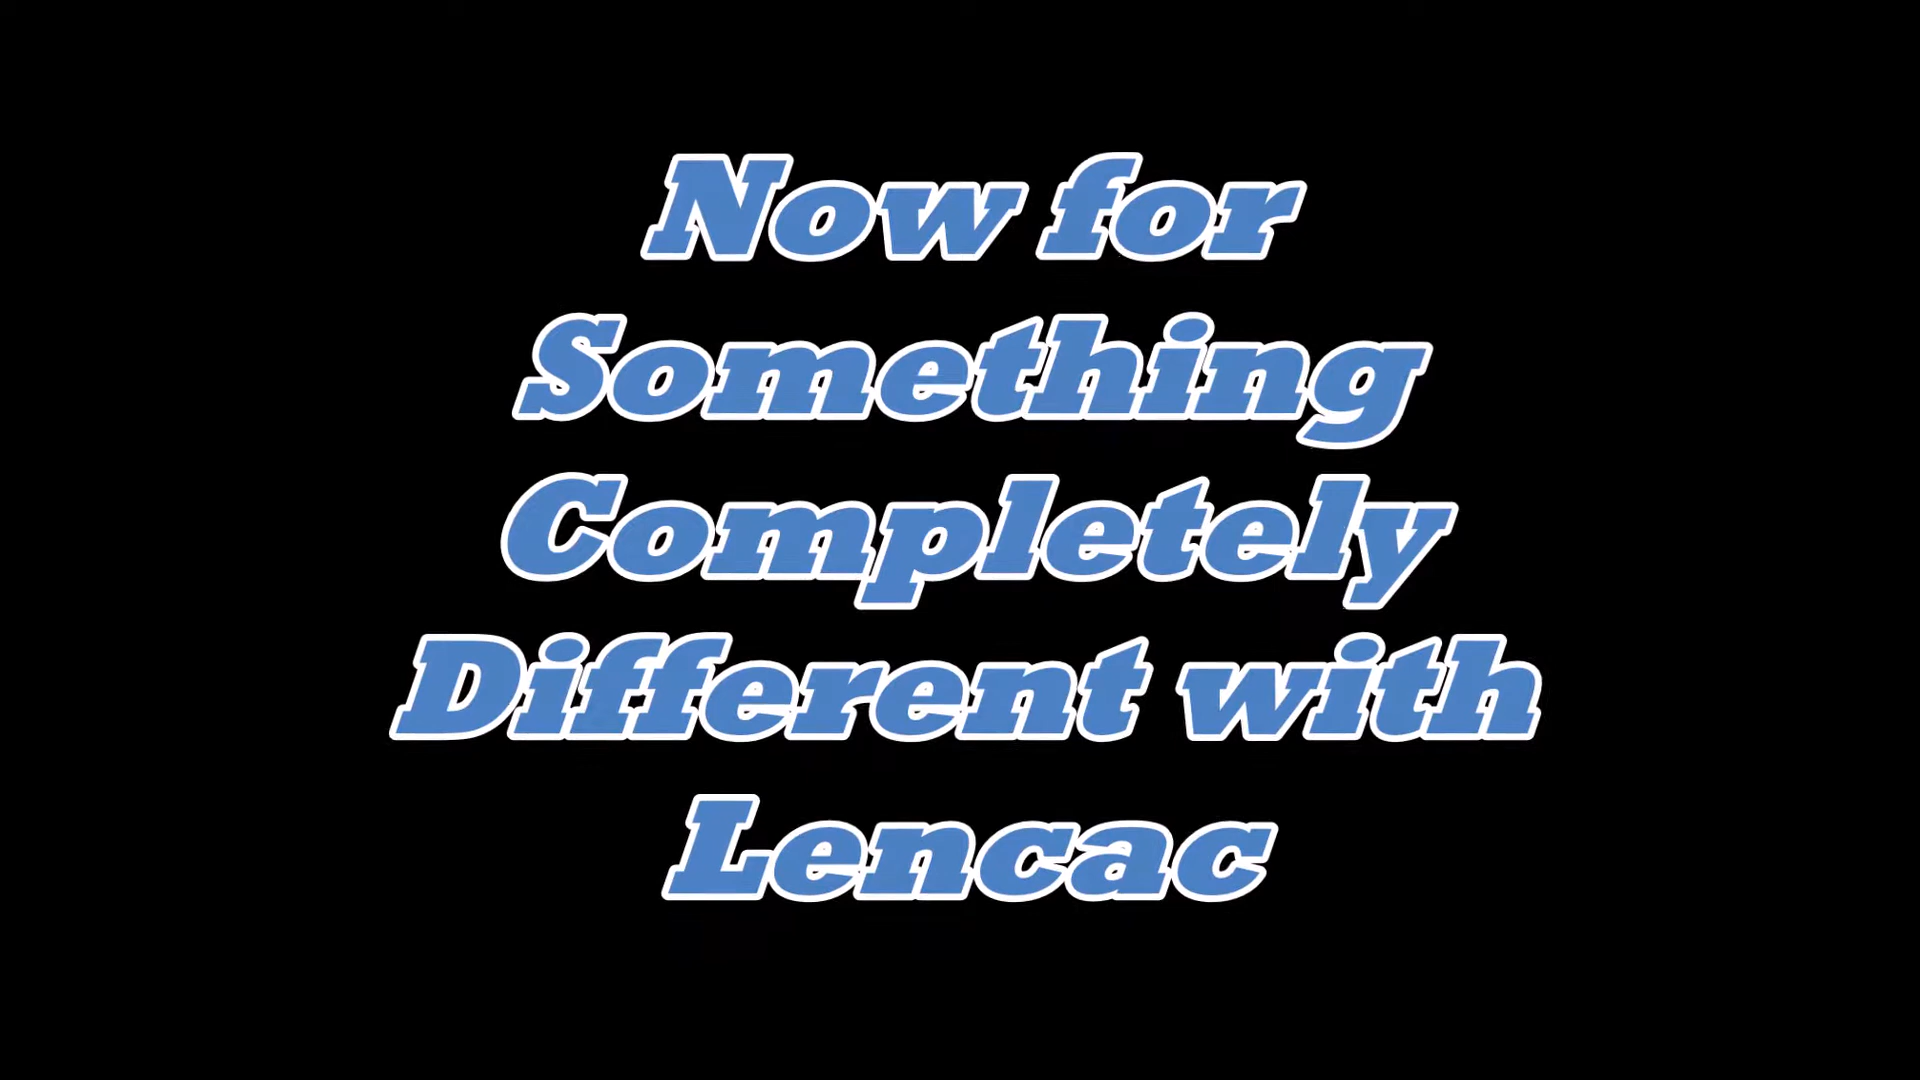 Now for
Something
Completely
Different with
Lencac